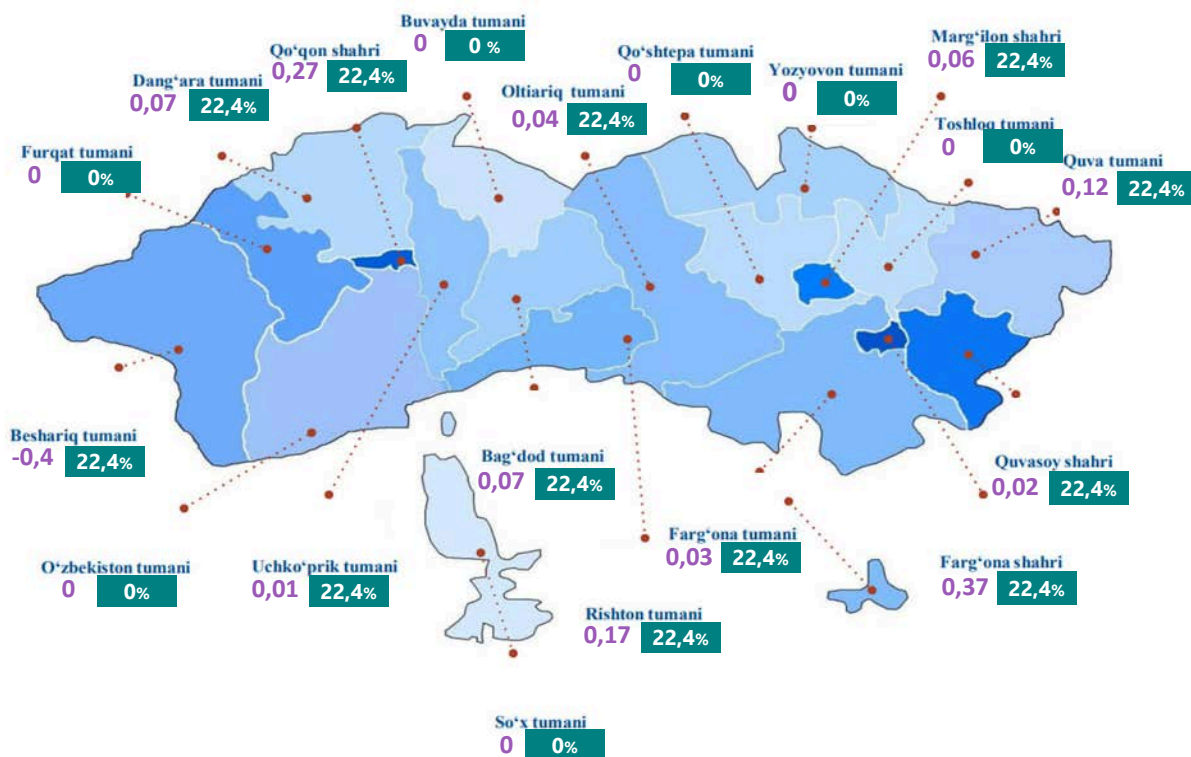 Buvayda tumani
0 0 %
Qo‘qon shahri
0,27 22,4%
Dang‘ara tumani
0,07 22,4%
Furqat tumani
0 0%
Oltiariq tumani
0,04 22,4%
Qo‘shtepa tumani
0 0%
Yozyovon tumani
0 0%
Marg‘ilon shahri
0,06 22,4%
Toshloq tumani
0 0%
Quva tumani
0,12 22,4%
Beshariq tumani
-0,4 22,4%
Bag‘dod tumani
0,07 22,4%
Quvasoy shahri
0,02 22,4%
O‘zbekiston tumani
0 0%
Uchko‘prik tumani
0,01 22,4%
Farg‘ona tumani
0,03 22,4%
Farg‘ona shahri
0,37 22,4%
Rishton tumani
0,17 22,4%
So‘x tumani
0 0%